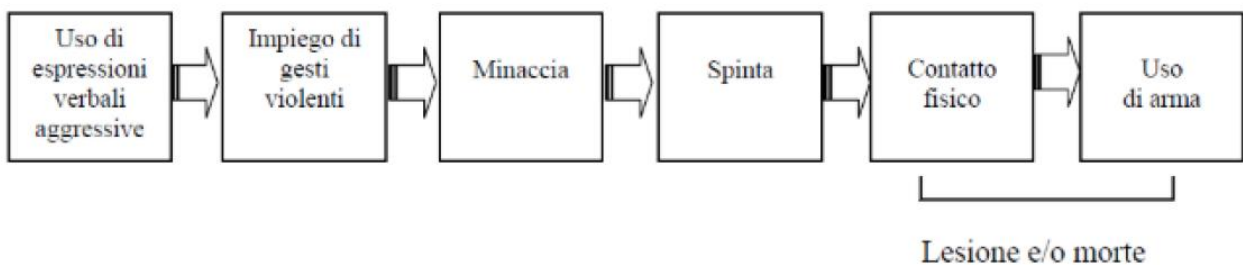 Uso di
espressioni
verbali
aggressive
Impiego di
gesti
violenti
Minaccia
Spinta
Contatto
fisico
Uso
di arma
Lesione e/o morte